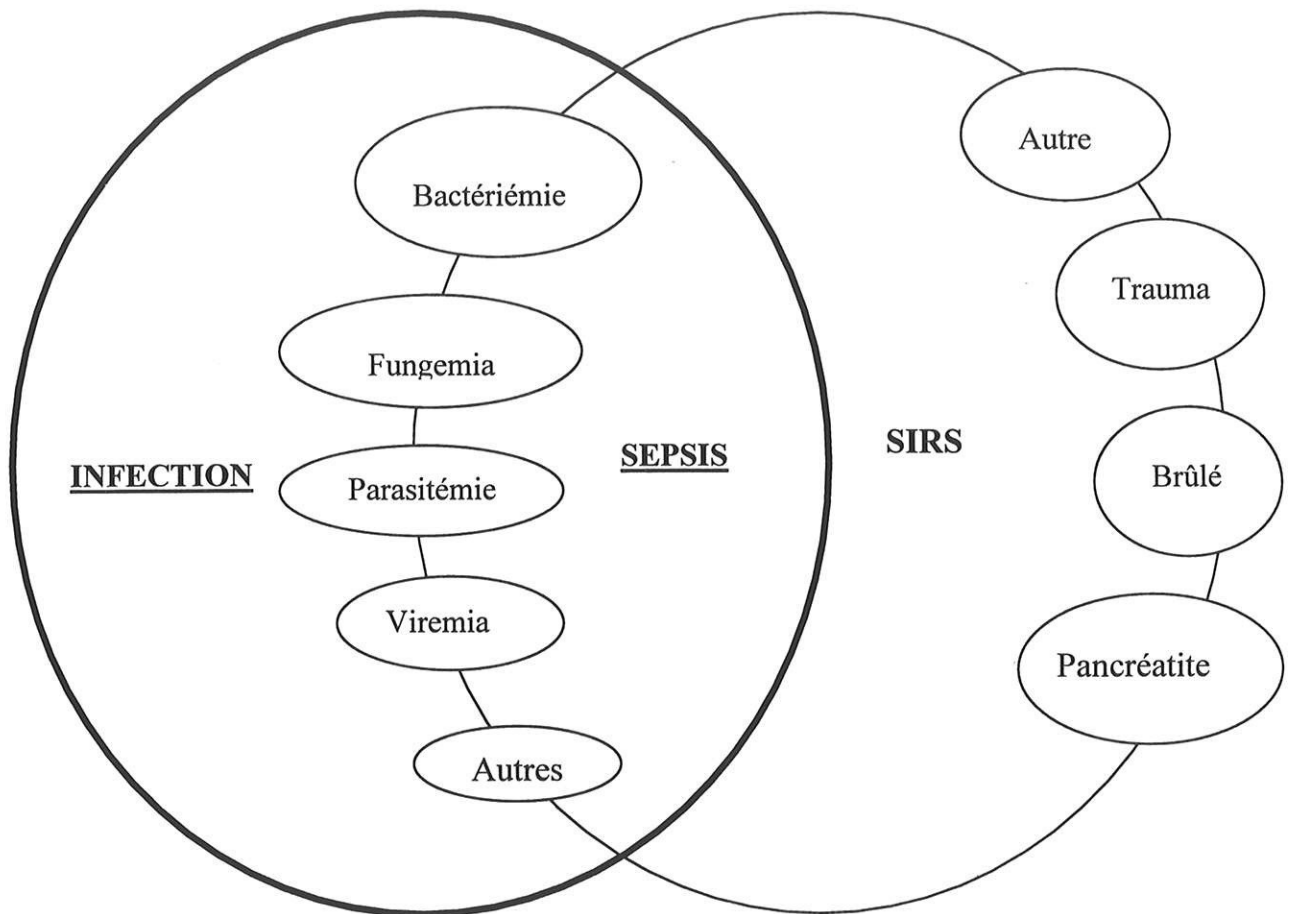 Autre
Bactériémie
Trauma
Fungemia
SIRS
SEPSIS
INFECTION
Brûlé
Parasitémie
Viremia
Pancréatite
Autres